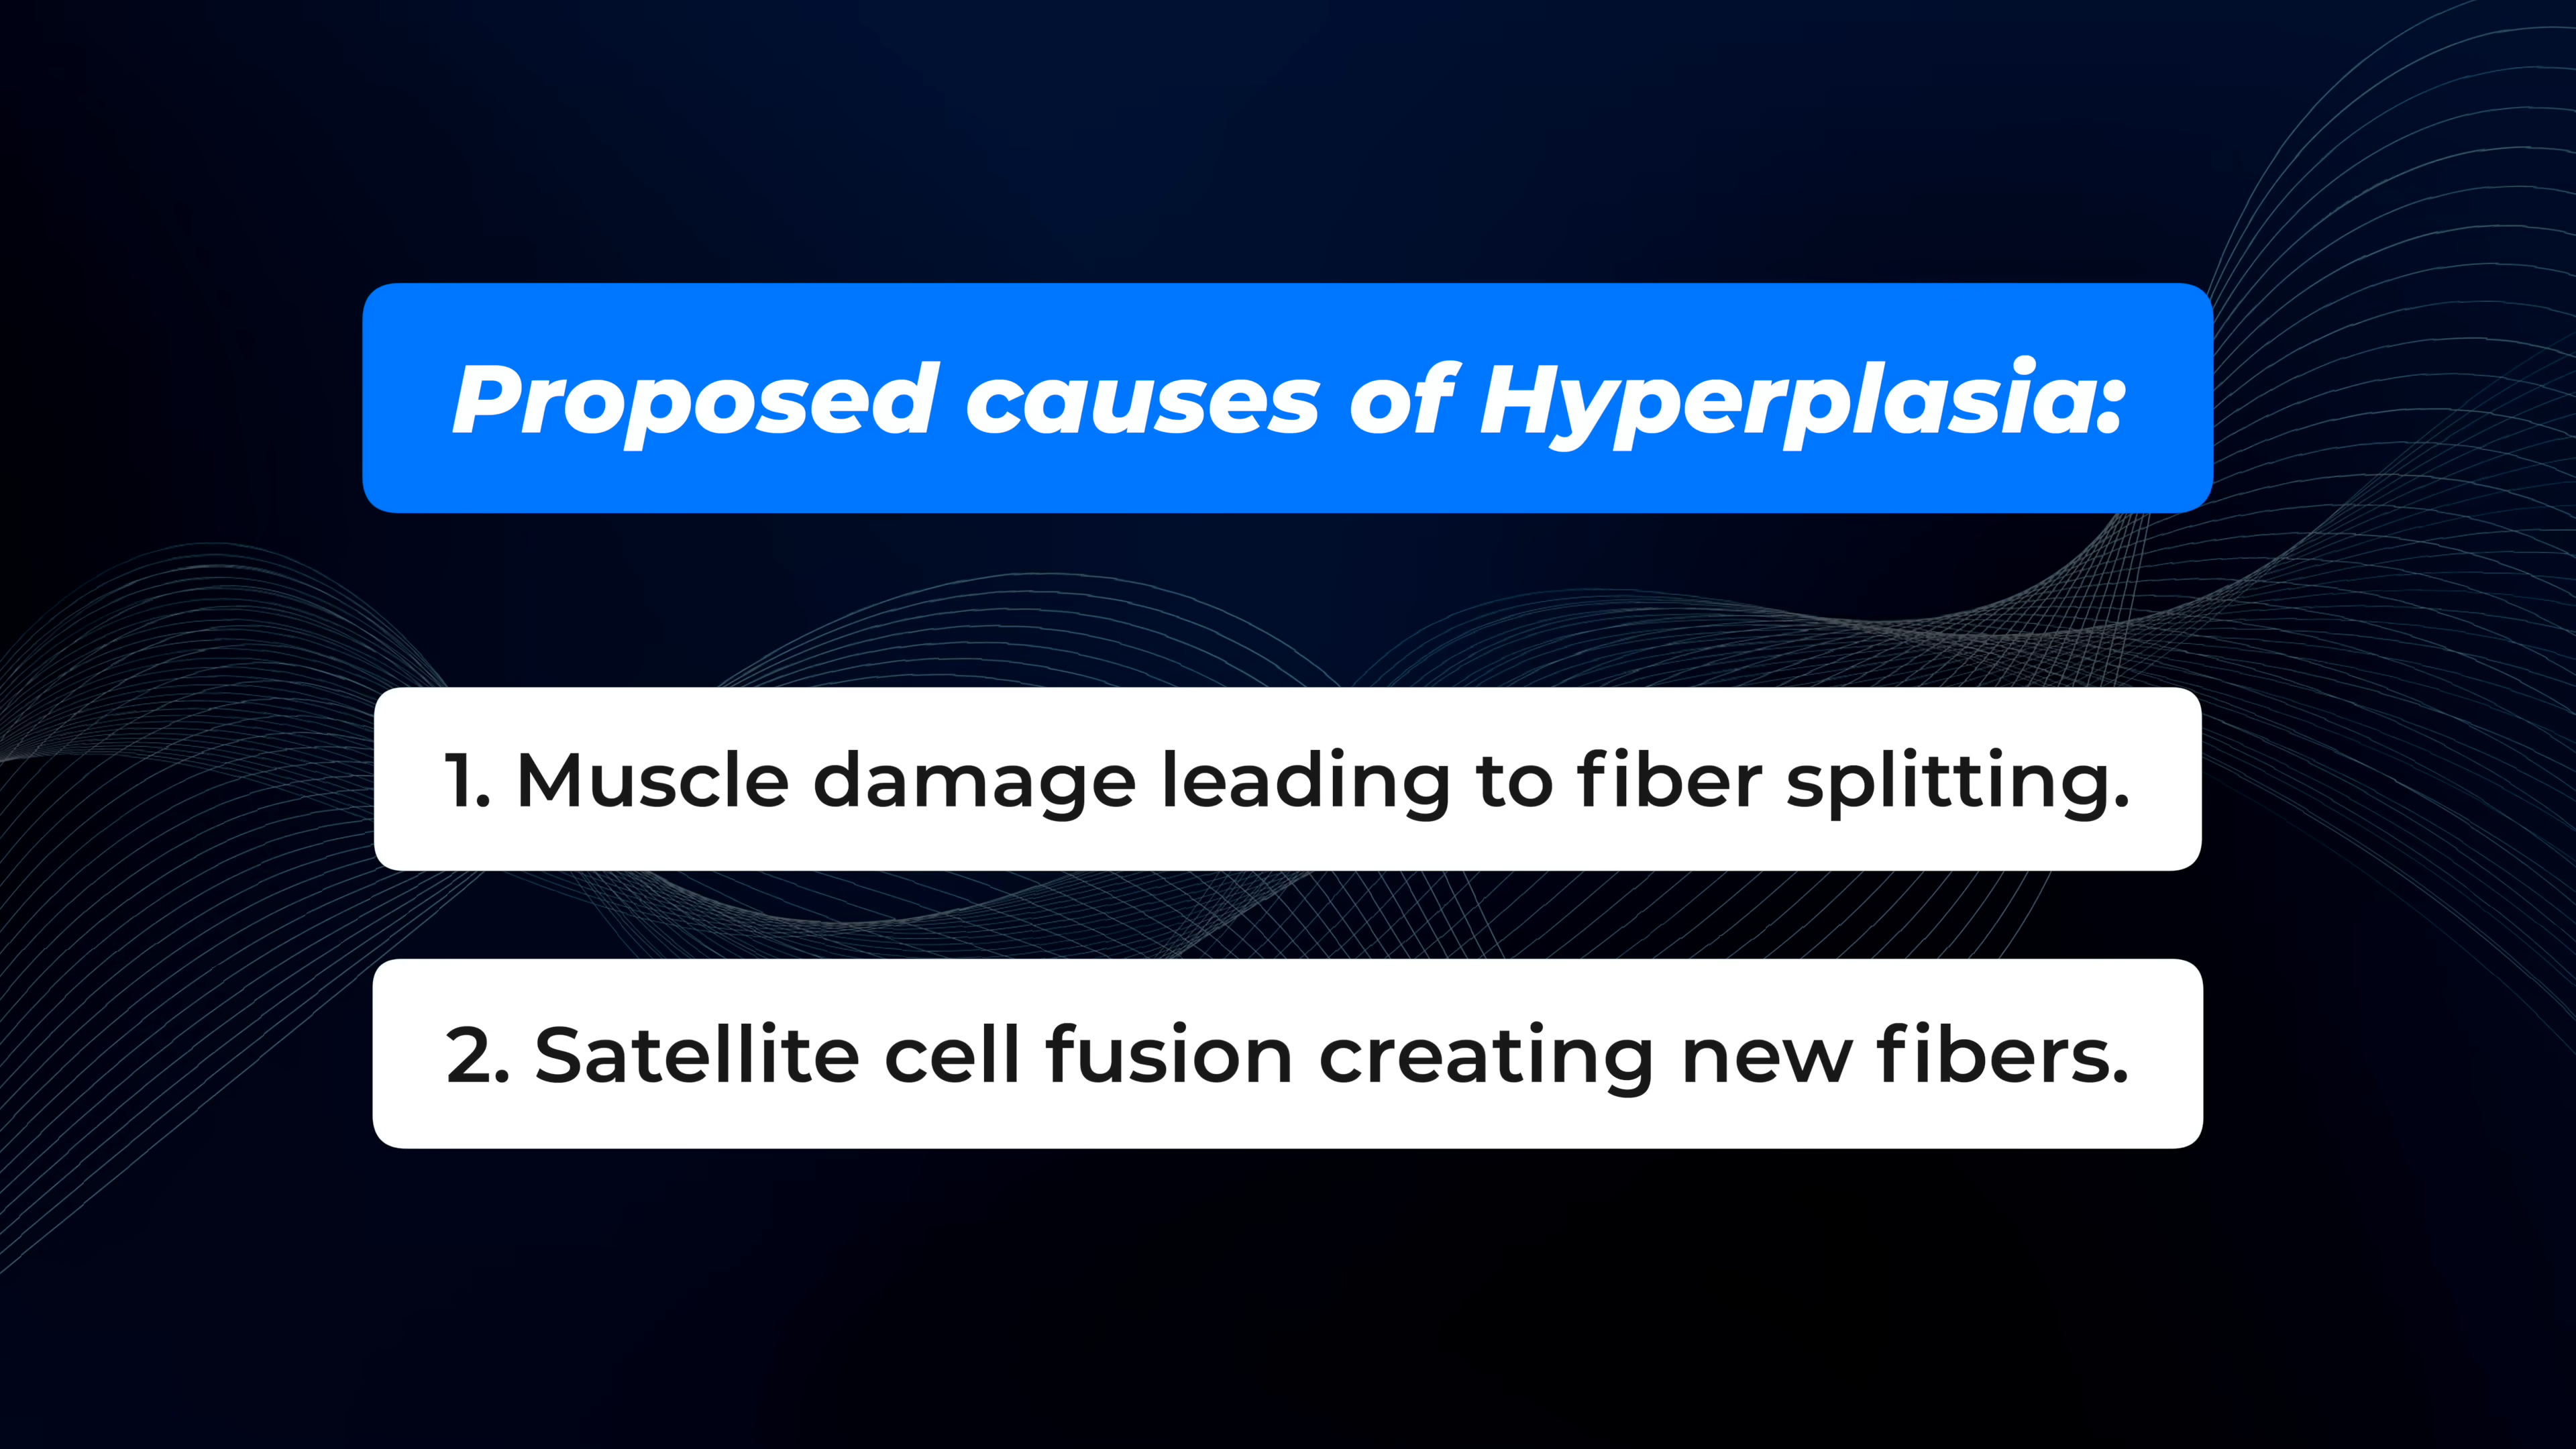 Proposed causes of Hyperplasia:
1. Muscle damage leading to fiber splitting.
2. Satellite cell fusion creating new fibers.